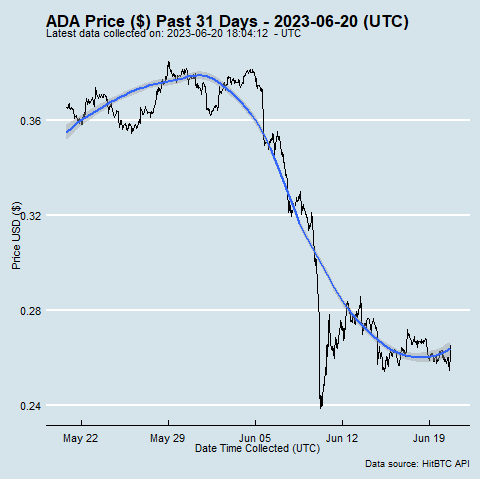 ADA Price ($) Past 31 Days - 2023-06-20 (UTC)
Latest data collected on: 2023-06-20 18:04:12 - UTC
Price USD ($)
0.36
0.32
0.28
0.24
May 22 May 29 Jun 05 Jun 12 Jun 19
Date Time Collected (UTC)
Data source: HitBTC API